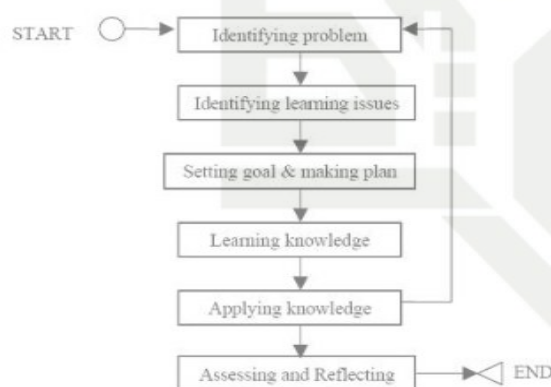 START
Identifying problem
Identifying learning issues
Setting goal & making plan
Learning knowledge
Applying knowledge
Assessing and Reflecting
END